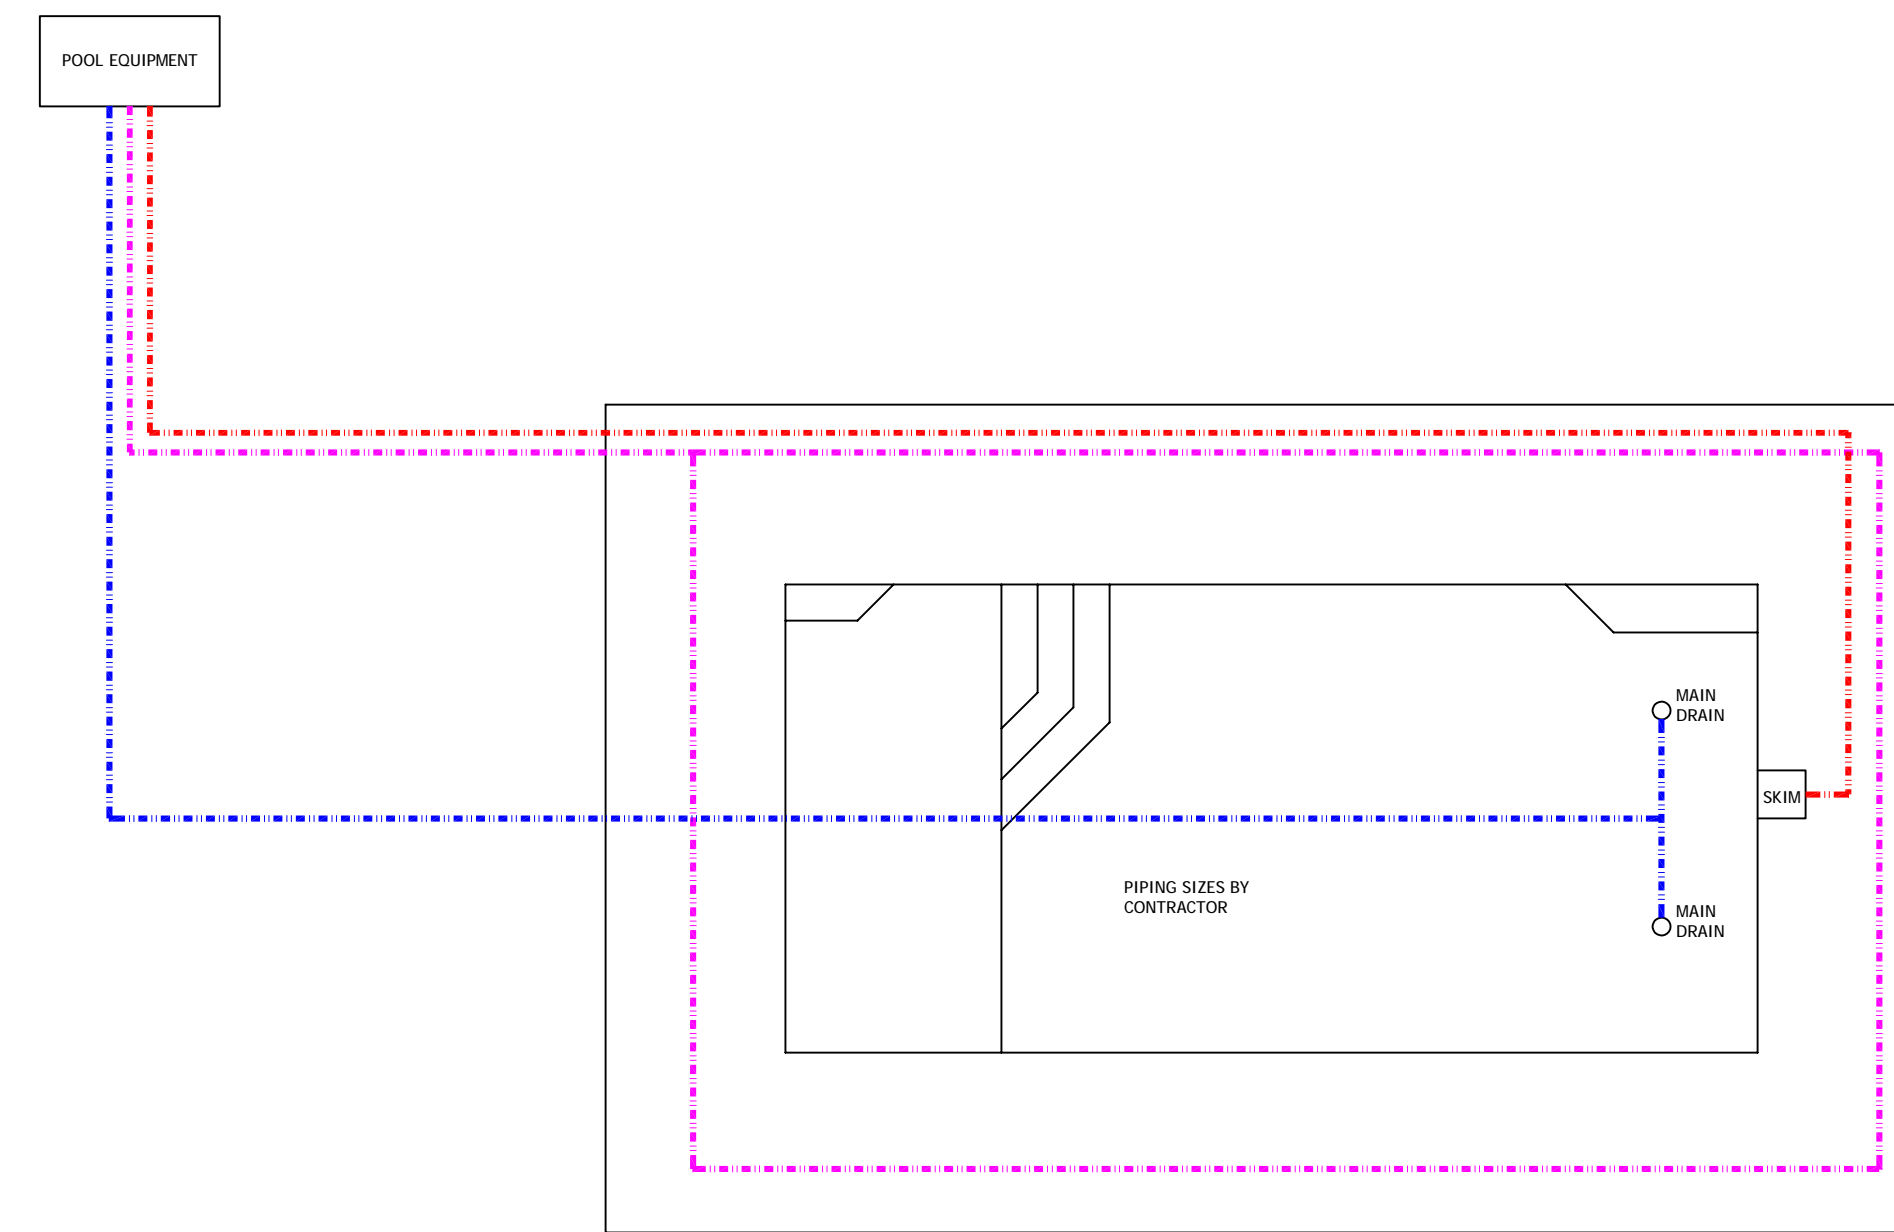 POOL EQUIPMENT
MAIN
DRAIN
SKIM
PIPING SIZES BY
CONTRACTOR
MAIN
DRAIN